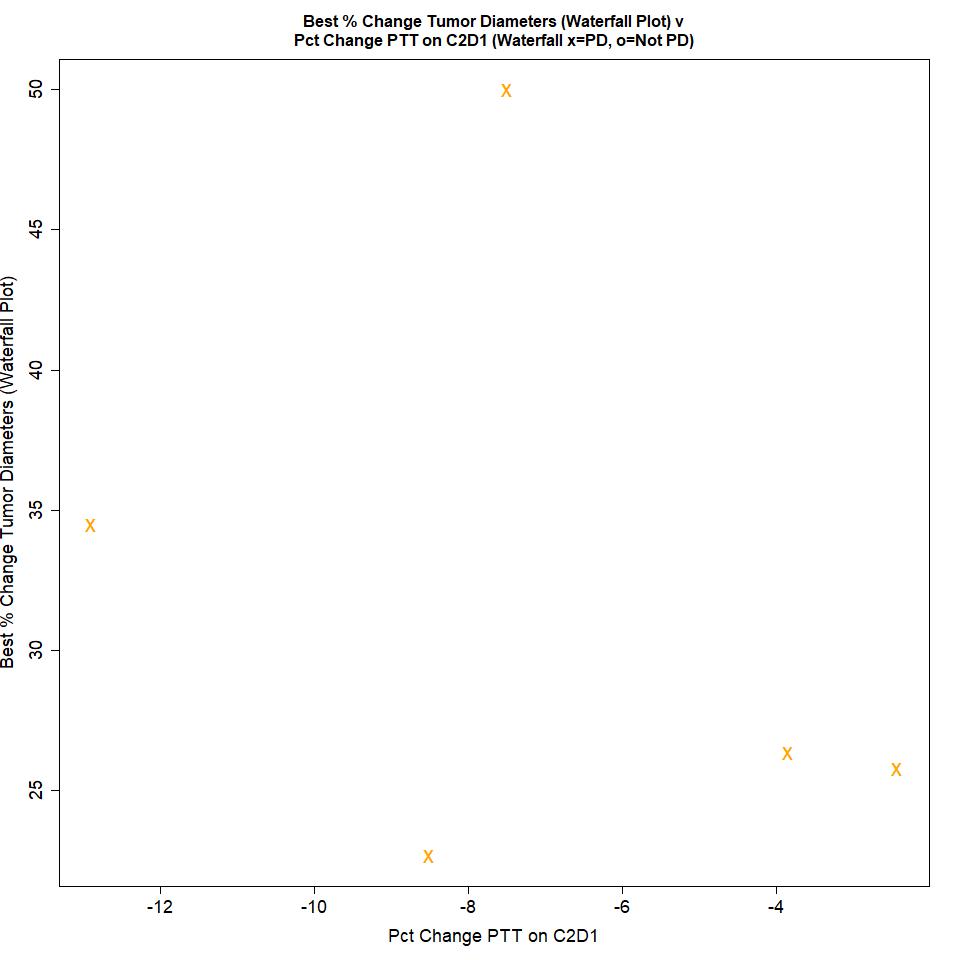 Best % Change Tumor Diameters (Waterfall Plot) v
Pct Change PTT on C2D1 (Waterfall x=PD, o=Not PD)
Best % Change Tumor Diameters (Waterfall Plot)
50
45
40
35
30
25
X
X
X
X
X
-12
-10
-8
-6
-4
Pct Change PTT on C2D1